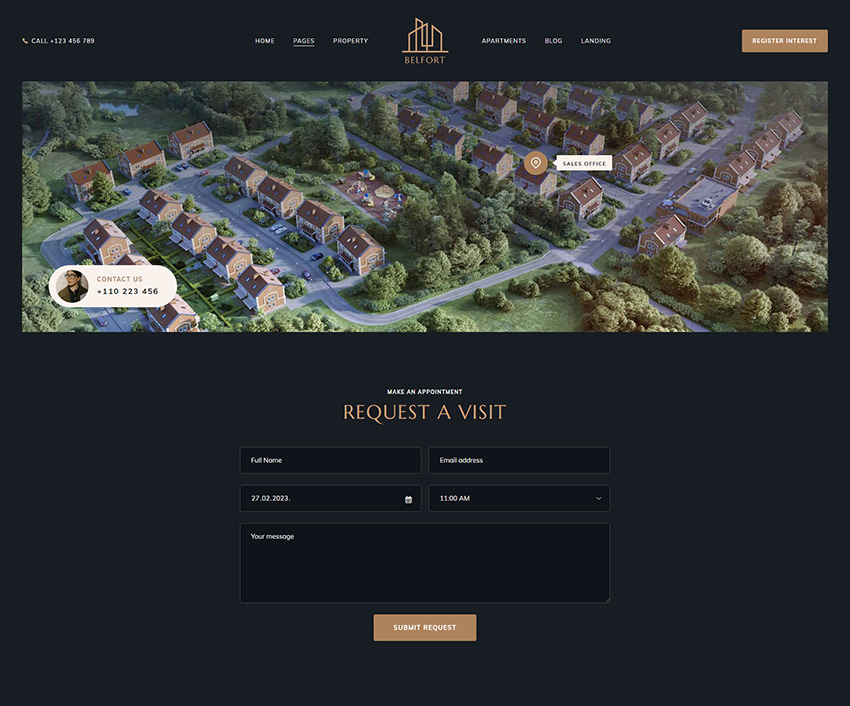 CALL +123 456 789
HOME
PAGES
PROPERTY
BELFORT
APARTMENTS
BLOG
LANDING
REGISTER INTEREST
SALES OFFICE
CONTACT US
+110 223 456
MAKE AN APPOINTMENT
REQUEST A VISIT
Full Name
Email address
27.02.2023.
11:00 AM
Your message
SUBMIT REQUEST